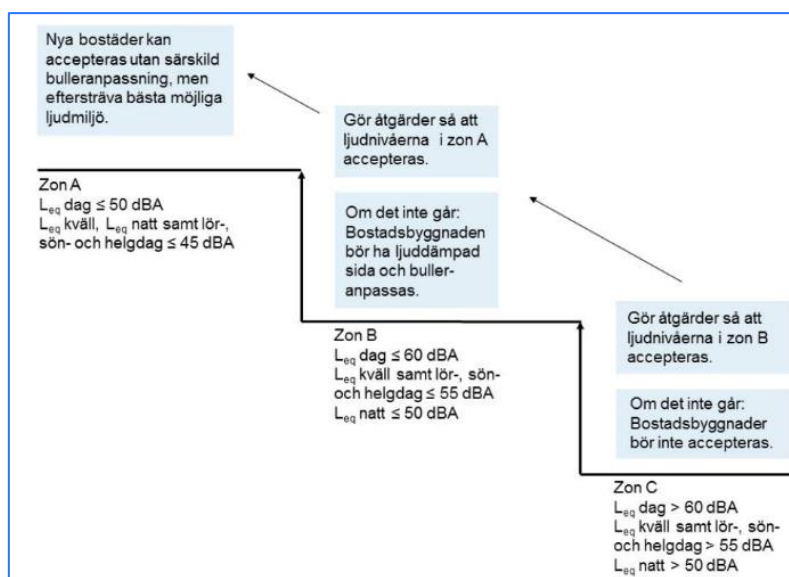 Nya bostäder kan
accepteras utan särskild
bulleranpassning, men
eftersträva bästa möjliga
ljudmiljö.
Zon A
Leq dag ≤ 50 dBA
Leq kväll, Leq natt samt lör-,
sön- och helgdag ≤ 45 dBA
Gör åtgärder så att
ljudnivåerna i zon A
accepteras.
Om det inte går:
Bostadsbyggnaden
bör ha ljuddämpad
sida och buller-
anpassas.
Zon B
Leq dag ≤ 60 dBA
Leq kväll samt lör-, sön-
och helgdag ≤ 55 dBA
Leq natt ≤ 50 dBA
Gör åtgärder så att
ljudnivåerna i zon B
accepteras.
Om det inte går:
Bostadsbyggnader
bör inte accepteras.
Zon C
Leq dag > 60 dBA
Leq kväll samt lör-, sön-
och helgdag > 55 dBA
Leq natt > 50 dBA